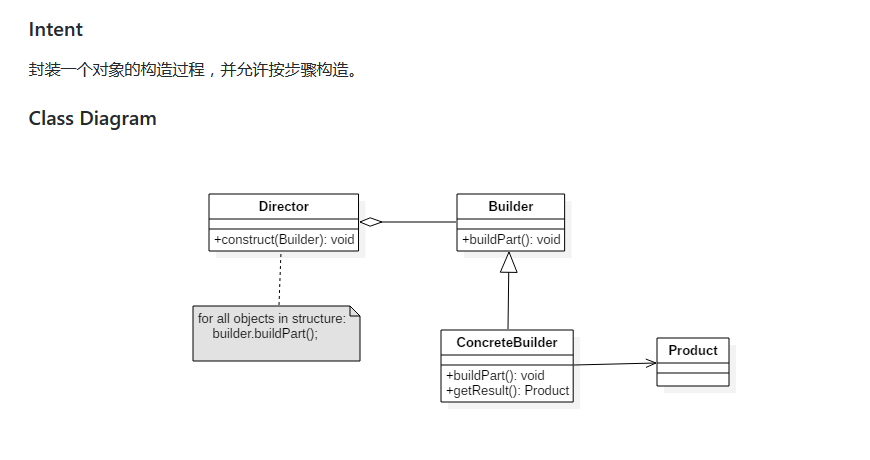 Intent
封装一个对象的构造过程，并允许按步骤构造。
Class Diagram
Director
+construct(Builder): void
Builder
+buildPart(): void
for all objects in structure:
builder.buildPart();
ConcreteBuilder
+buildPart(): void
+getResult(): Product
Product